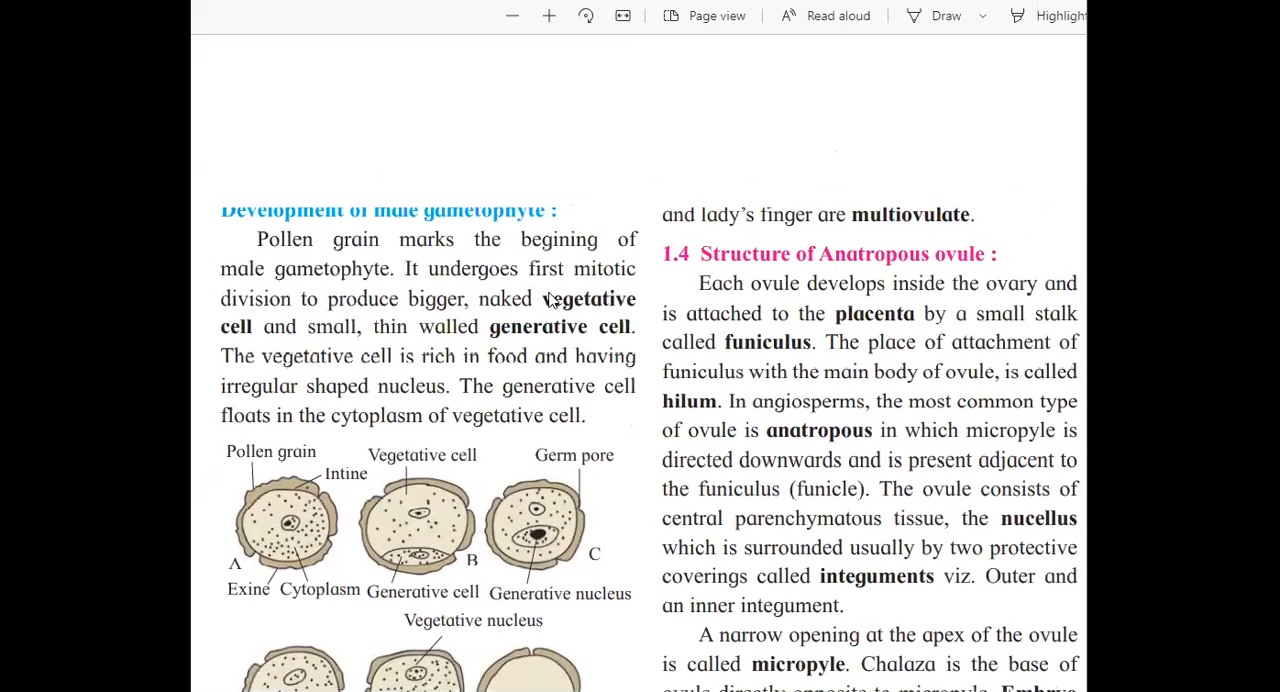 Page view
Read aloud
Draw
Highlight
Development of male gametophyte :
Pollen grain marks the begining of
male gametophyte. It undergoes first mitotic
division to produce bigger, naked vegetative
cell and small, thin walled generative cell.
The vegetative cell is rich in food and having
irregular shaped nucleus. The generative cell
floats in the cytoplasm of vegetative cell.
Pollen grain
Vegetative cell
Germ pore
Intine
A
B
C
Exine
Cytoplasm
Generative cell
Generative nucleus
Vegetative nucleus
and lady's finger are multiovulate.
1.4 Structure of Anatropous ovule :
Each ovule develops inside the ovary and
is attached to the placenta by a small stalk
called funiculus. The place of attachment of
funiculus with the main body of ovule, is called
hilum. In angiosperms, the most common type
of ovule is anatropous in which micropyle is
directed downwards and is present adjacent to
the funiculus (funicle). The ovule consists of
central parenchymatous tissue, the nucellus
which is surrounded usually by two protective
coverings called integuments viz. Outer and
an inner integument.
A narrow opening at the apex of the ovule
is called micropyle. Chalaza is the base of
ovule directly opposite to micropyle. Embryo